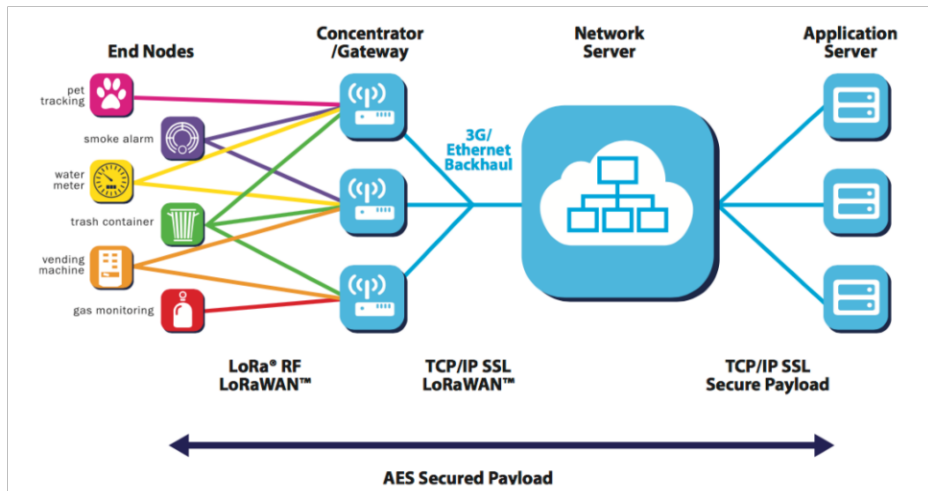 End Nodes
Concentrator
/Gateway
Network
Server
Application
Server
pet
tracking
smoke alarm
water
meter
trash container
vending
machine
gas monitoring
3G/
Ethernet
Backhaul
LoRa® RF
LoRaWAN™
TCP/IP SSL
LoRaWAN™
TCP/IP SSL
Secure Payload
AES Secured Payload